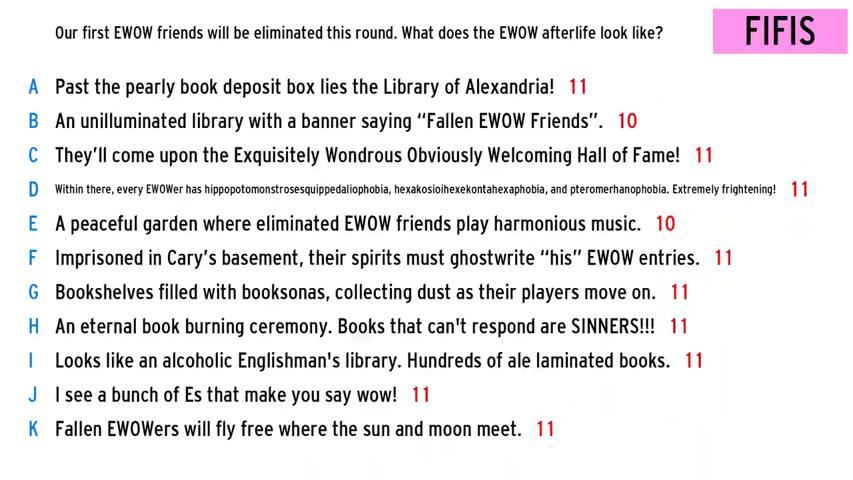 Our first EWOW friends will be eliminated this round. What does the EWOW afterlife look like?
FIFIS
A Past the pearly book deposit box lies the Library of Alexandria! 11
B An unilluminated library with a banner saying “Fallen EWOW Friends”. 10
C They’ll come upon the Exquisitely Wondrous Obviously Welcoming Hall of Fame! 11
D Within there, every EWOWer has hippopotomonstrosesquippedaliophobia, hexakosioihexekontahexaphobia, and pteromerhanophobia. Extremely frightening! 11
E A peaceful garden where eliminated EWOW friends play harmonious music. 10
F Imprisoned in Cary’s basement, their spirits must ghostwrite “his” EWOW entries. 11
G Bookshelves filled with booksonas, collecting dust as their players move on. 11
H An eternal book burning ceremony. Books that can't respond are SINNERS!!! 11
I Looks like an alcoholic Englishman's library. Hundreds of ale laminated books. 11
J I see a bunch of Es that make you say wow! 11
K Fallen EWOWers will fly free where the sun and moon meet. 11